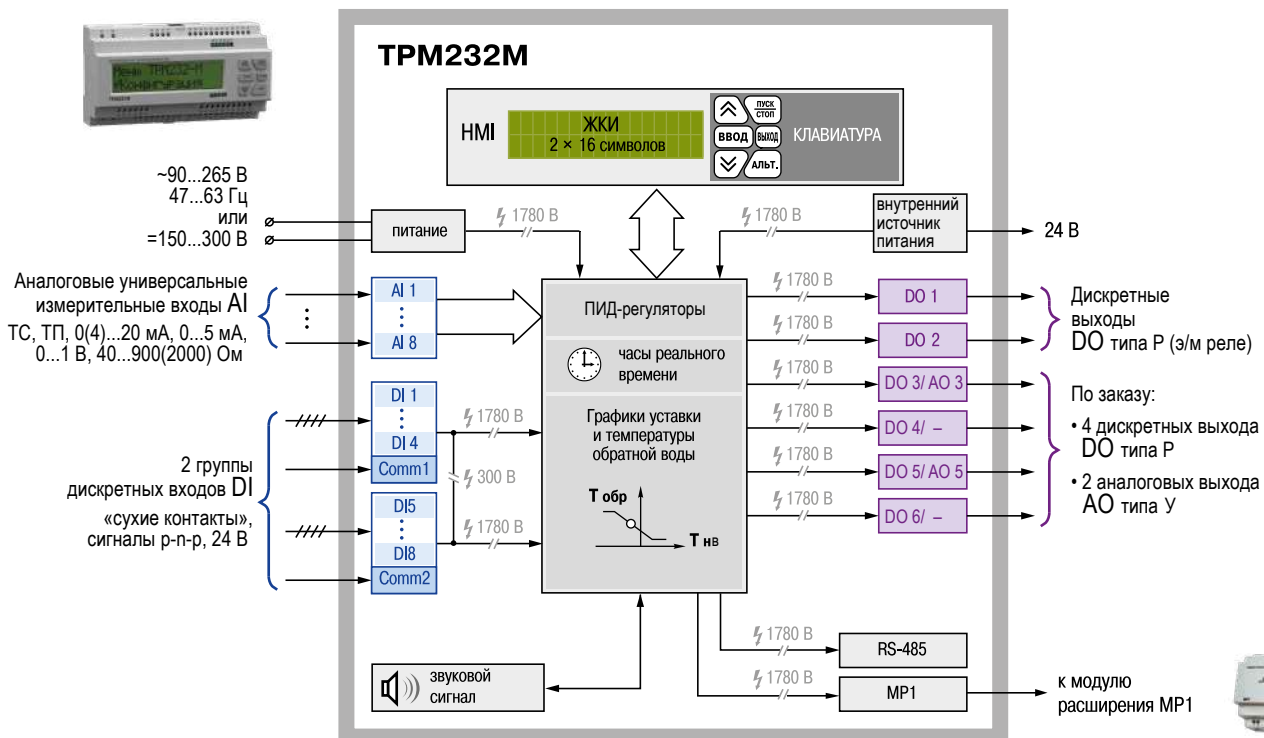 ТРМ232М
Меню ТРМ232-М
HMI
ЖКИ
2 × 16 символов
ПУСК
СТОП
ВВОД
ВЫХОД
АЛЬТ.
КЛАВИАТУРА
~90...265 В
47...63 Гц
или
=150...300 В
питание
1780 В
1780 В
внутренний
источник
питания
24 В
Аналоговые универсальные
измерительные входы AI
ТС, ТП, 0(4)...20 мА, 0...5 мА,
0...1 В, 40...900(2000) Ом
AI 1
AI 8
2 группы
дискретных входов DI
«сухие контакты»,
сигналы p-n-p, 24 В
DI 1
DI 4
Comm1
DI5
DI8
Comm2
1780 В
300 В
1780 В
ПИД-регуляторы
часы реального
времени
Графики уставки
и температуры
обратной воды
Т обр
Т нв
1780 В
DO 1
1780 В
DO 2
1780 В
DO 3/ AO 3
1780 В
DO 4/ –
1780 В
DO 5/ AO 5
1780 В
DO 6/ –
Дискретные
выходы
DO типа Р (э/м реле)
По заказу:
• 4 дискретных выхода
DO типа Р
• 2 аналоговых выхода
АО типа У
звуковой
сигнал
1780 В
RS-485
1780 В
МР1
к модулю
расширения МР1